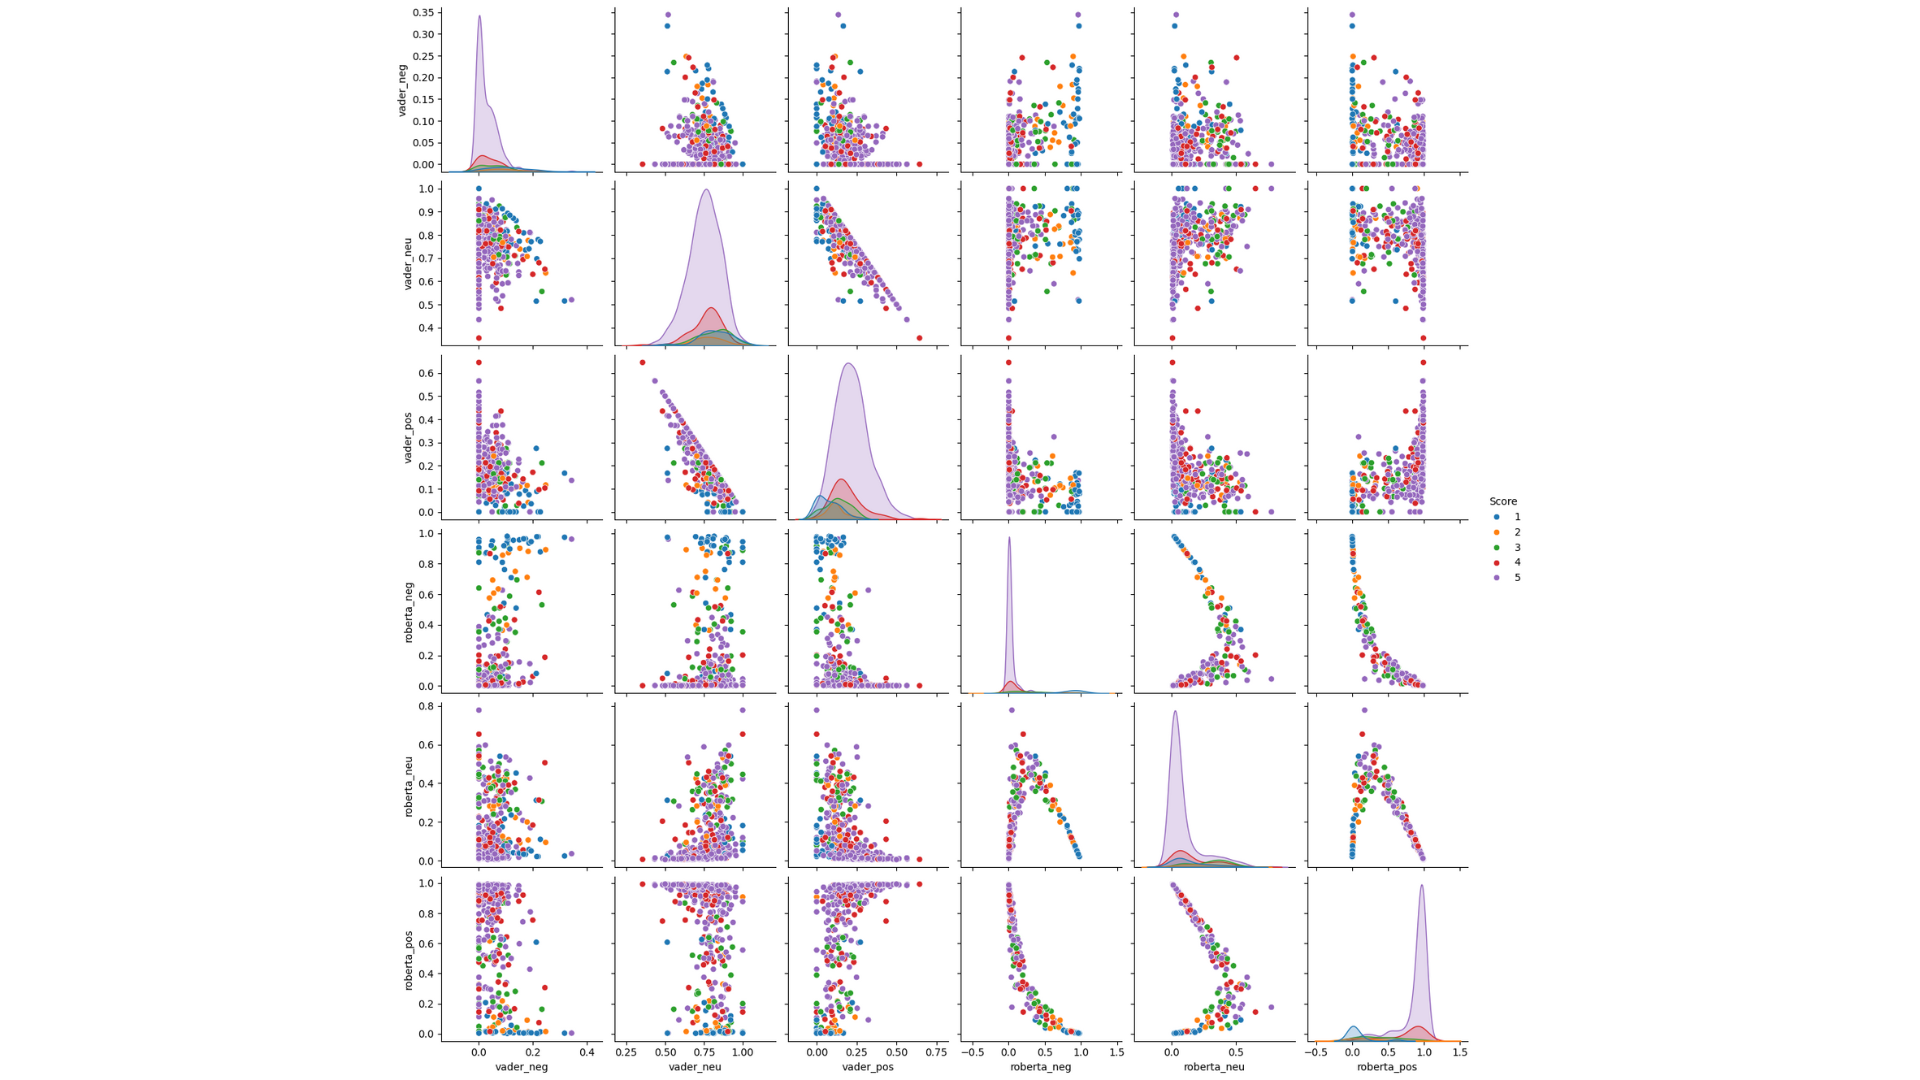 0.35
0.30
0.25
0.20
0.15
0.10
0.05
0.00
vader_neg
1.0
0.9
0.8
0.7
0.6
0.5
0.4
vader_neu
0.6
0.5
0.4
0.3
0.2
0.1
0.0
vader_pos
Score
1
2
3
4
5
1.0
0.8
0.6
0.4
0.2
0.0
roberta_neg
0.8
0.6
0.4
0.2
0.0
roberta_neu
1.0
0.8
0.6
0.4
0.2
0.0
roberta_pos
0.0 0.2 0.4
0.25 0.50 0.75 1.00
0.00 0.25 0.50 0.75
−0.5 0.0 0.5 1.0 1.5
0.0 0.5
−0.5 0.0 0.5 1.0 1.5
vader_neg
vader_neu
vader_pos
roberta_neg
roberta_neu
roberta_pos